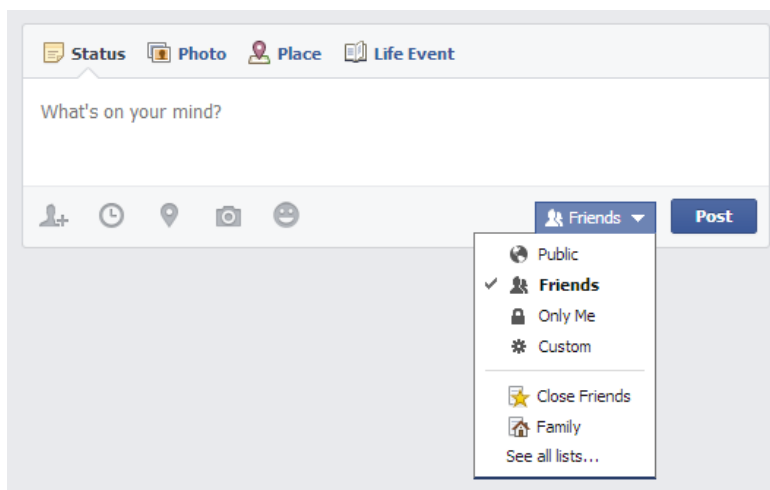 Status Photo Place Life Event
What's on your mind?
Friends Post
Public
Friends
Only Me
Custom
Close Friends
Family
See all lists...